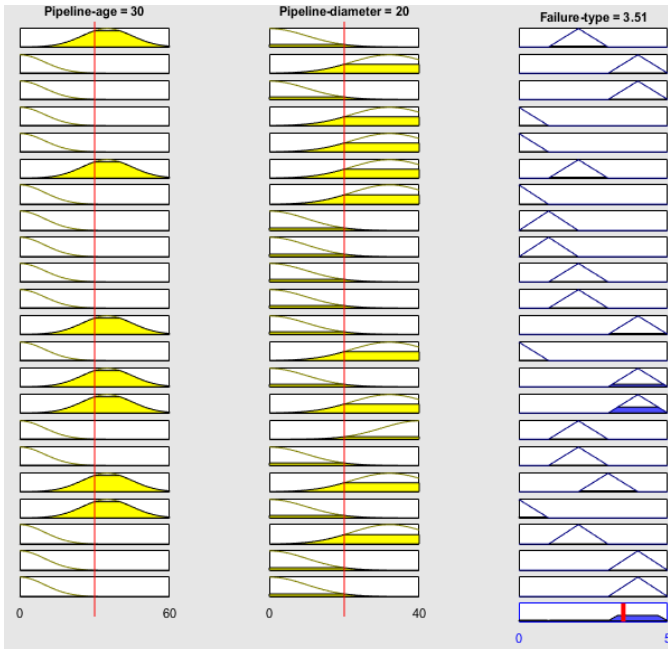 Pipeline-age = 30
Pipeline-diameter = 20
Failure-type = 3.51
0
60
0
40
0
5